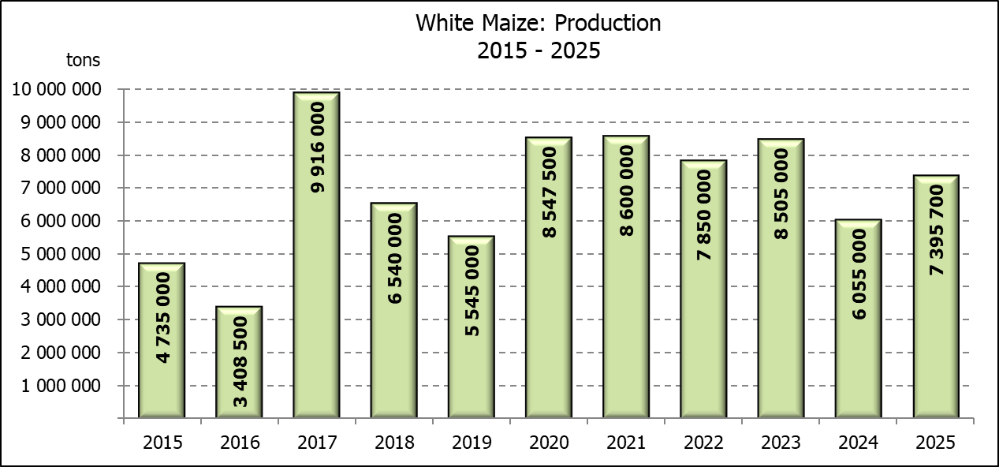 White Maize: Production
2015 - 2025
tons
10 000 000
9 000 000
8 000 000
7 000 000
6 000 000
5 000 000
4 000 000
3 000 000
2 000 000
1 000 000
4 735 000
3 408 500
9 916 000
6 540 000
5 545 000
8 547 500
8 600 000
7 850 000
8 505 000
6 055 000
7 395 700
2015 2016 2017 2018 2019 2020 2021 2022 2023 2024 2025